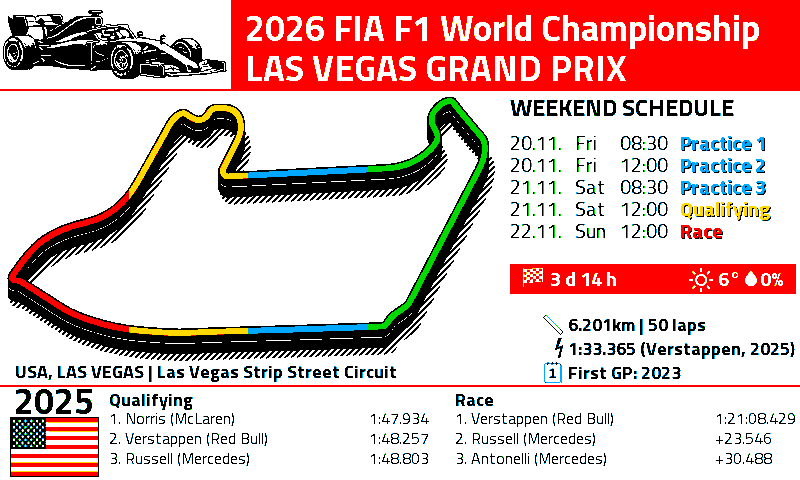 2026 FIA F1 World Championship
LAS VEGAS GRAND PRIX
WEEKEND SCHEDULE
20.11. Fri 08:30 Practice 1
20.11. Fri 12:00 Practice 2
21.11. Sat 08:30 Practice 3
21.11. Sat 12:00 Qualifying
22.11. Sun 12:00 Race
3 d 14 h 6° 0%
6.201km | 50 laps
1:33.365 (Verstappen, 2025)
1 First GP: 2023
USA, LAS VEGAS | Las Vegas Strip Street Circuit
2025
Qualifying
1. Norris (McLaren) 1:47.934
2. Verstappen (Red Bull) 1:48.257
3. Russell (Mercedes) 1:48.803
Race
1. Verstappen (Red Bull) 1:21:08.429
2. Russell (Mercedes) +23.546
3. Antonelli (Mercedes) +30.488